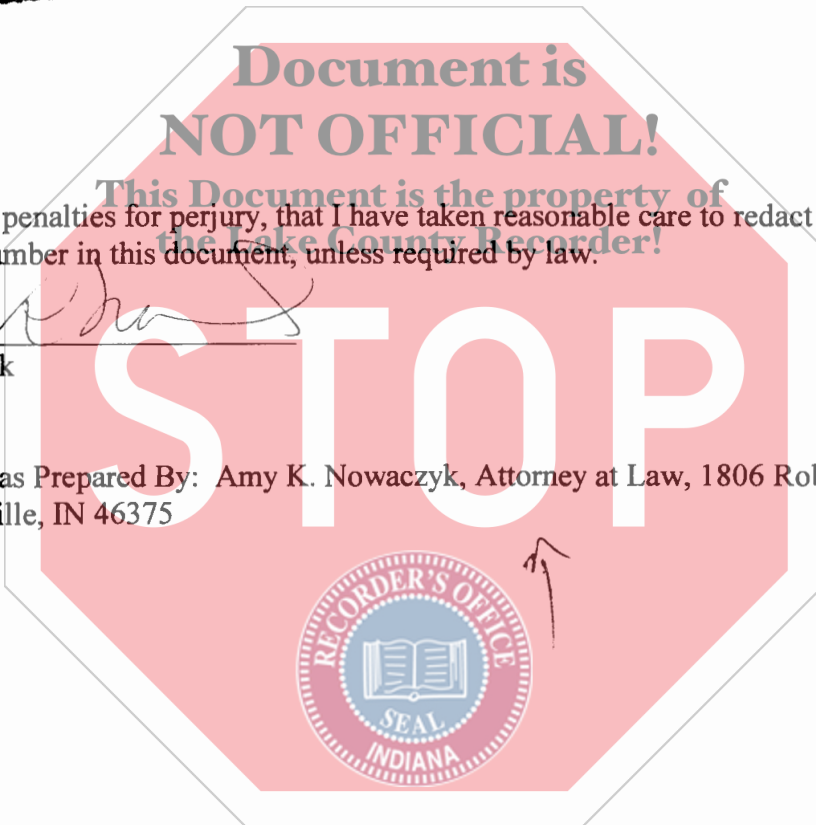 Document is
NOT OFFICIAL!
This Document is the property of
the Lake County Recorder!
penalties for perjury, that I have taken reasonable care to redact
mber in this document, unless required by law.
k
STOP
as Prepared By: Amy K. Nowaczyk, Attorney at Law, 1806 Rob
ille, IN 46375
RECORDER'S OFFICE
SEAL
INDIANA